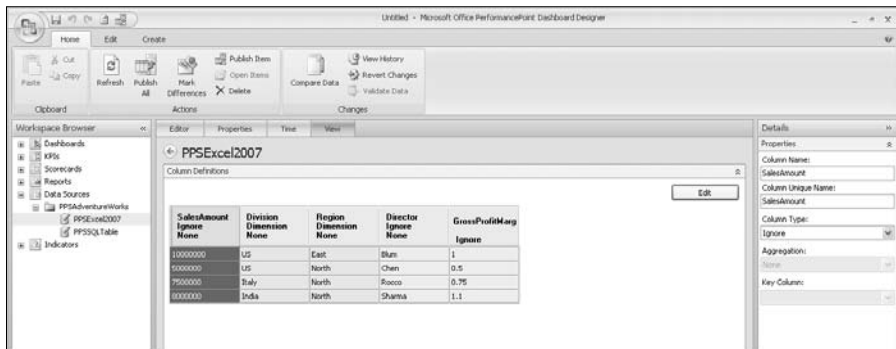 Untitled - Microsoft Office PerformancePoint Dashboard Designer
Home Edit Create
Paste
Cut
Copy
Clipboard
Refresh
Publish All
Mark Differences
Publish Item
Open Items
Delete
Actions
Compare Data
View History
Revert Changes
Validate Data
Changes
Workspace Browser
Dashboards
KPIs
Scorecards
Reports
Data Sources
PPSAdventureWorks
PPSExcel2007
PPSSQLTable
Indicators
Editor Properties Time View
PPSExcel2007
Column Definitions
Edit
SalesAmount Division Region Director GrossProfitMarg
Ignore Dimension Dimension Ignore
None None None None Ignore
10000000 US East Blum 1
5000000 US North Chen 0.5
7500000 Italy North Rocco 0.75
8000000 India North Sharma 1.1
Details
Properties
Column Name:
SalesAmount
Column Unique Name:
SalesAmount
Column Type:
Ignore
Aggregation:
None
Key Column: